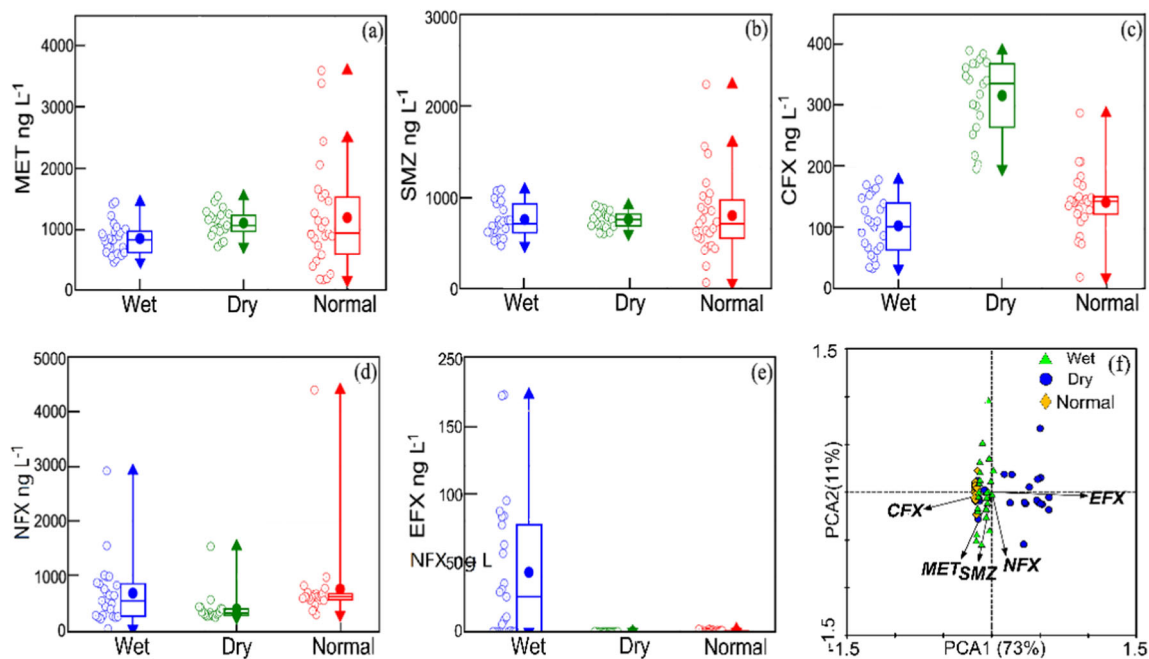 (a)
MET ng L-1
4000
3000
2000
1000
0
Wet Dry Normal
(b)
SMZ ng L-1
3000
2000
1000
0
Wet Dry Normal
(c)
CFX ng L-1
400
300
200
100
0
Wet Dry Normal
(d)
NFX ng L-1
5000
4000
3000
2000
1000
0
Wet Dry Normal
(e)
EFX ng L-1
250
150
100
50
0
NFX ng L
Wet Dry Normal
(f)
1.5
Wet
Dry
Normal
PCA2(11%)
CFX
EFX
MET SMZ NFX
-1.5
-1.5 PCA1 (73%) 1.5